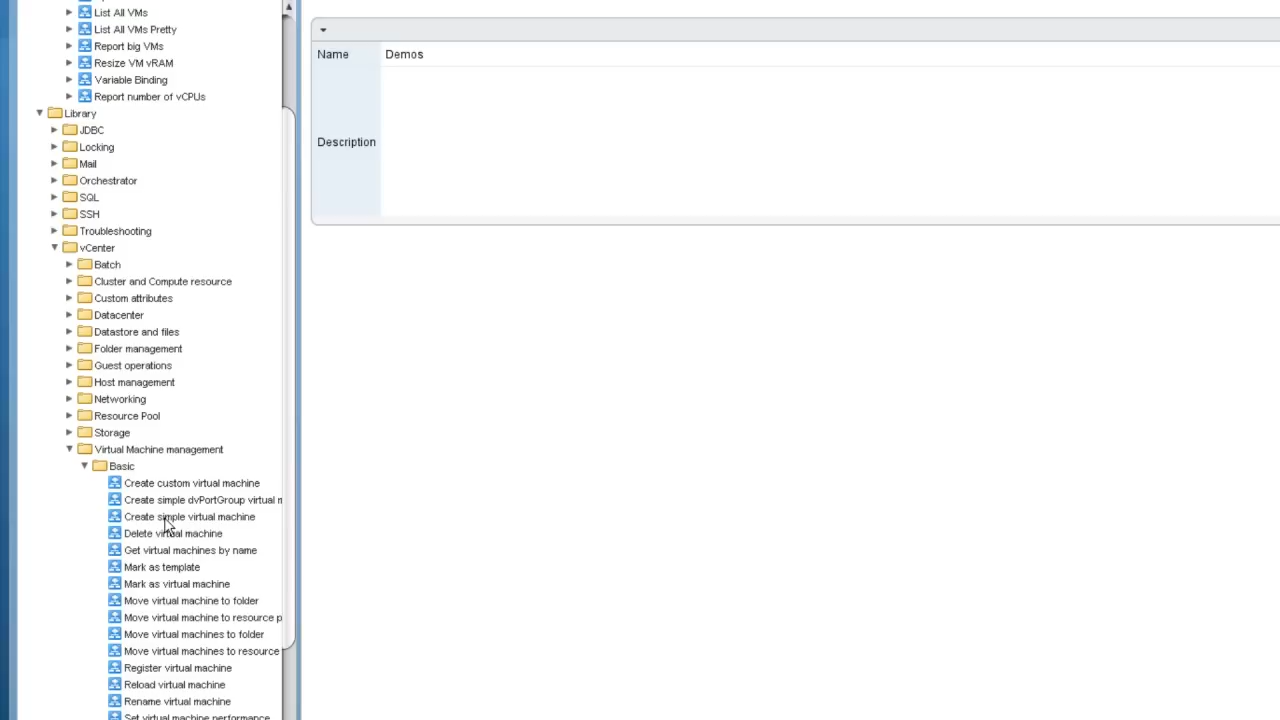 List All VMs
List All VMs Pretty
Report big VMs
Resize VM vRAM
Variable Binding
Report number of vCPUs
Library
JDBC
Locking
Mail
Orchestrator
SQL
SSH
Troubleshooting
vCenter
Batch
Cluster and Compute resource
Custom attributes
Datacenter
Datastore and files
Folder management
Guest operations
Host management
Networking
Resource Pool
Storage
Virtual Machine management
Basic
Create custom virtual machine
Create simple dvPortGroup virtual m
Create simple virtual machine
Delete virtual machine
Get virtual machines by name
Mark as template
Mark as virtual machine
Move virtual machine to folder
Move virtual machine to resource p
Move virtual machines to folder
Move virtual machines to resource
Register virtual machine
Reload virtual machine
Rename virtual machine
Set virtual machine performance
Name Demos
Description